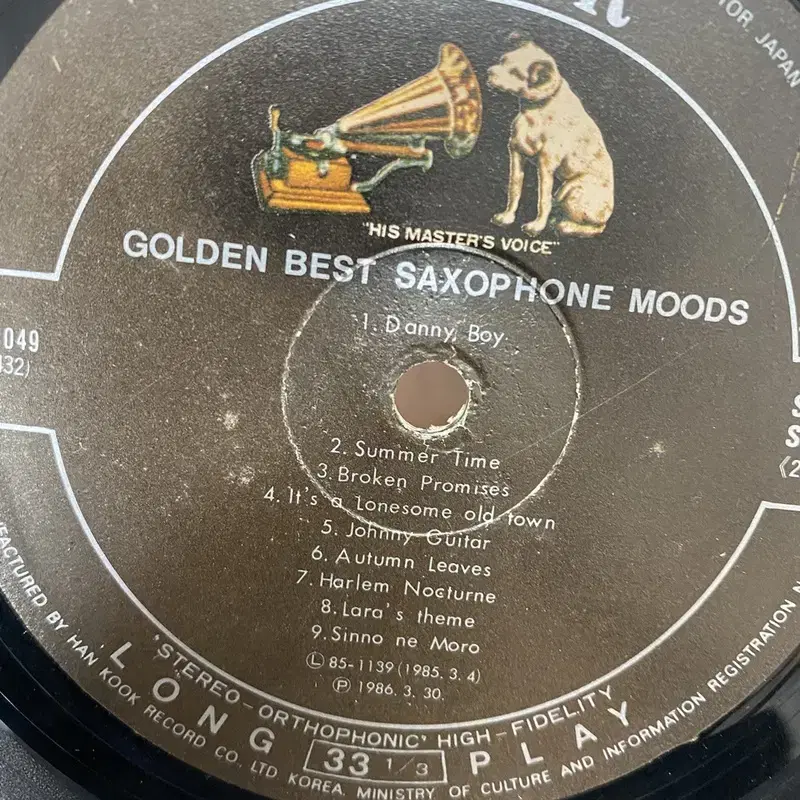 TOR, JAPAN
"HIS MASTER'S VOICE"
GOLDEN BEST SAXOPHONE MOODS
049
432)
1. Danny Boy
2. Summer Time
3. Broken Promises
4. It's a Lonesome old town
5. Johnny Guitar
6. Autumn Leaves
7. Harlem Nocturne
8. Lara's theme
9. Sinno ne Moro
Ⓛ 85-1139 (1985. 3. 4)
Ⓟ 1986. 3. 30.
'STEREO-ORTHOPHONIC' HIGH-FIDELITY
LONG 33 1/3 PLAY
FACTURED BY HAN KOOK RECORD CO., LTD KOREA. MINISTRY OF CULTURE AND INFORMATION REGISTRATION N